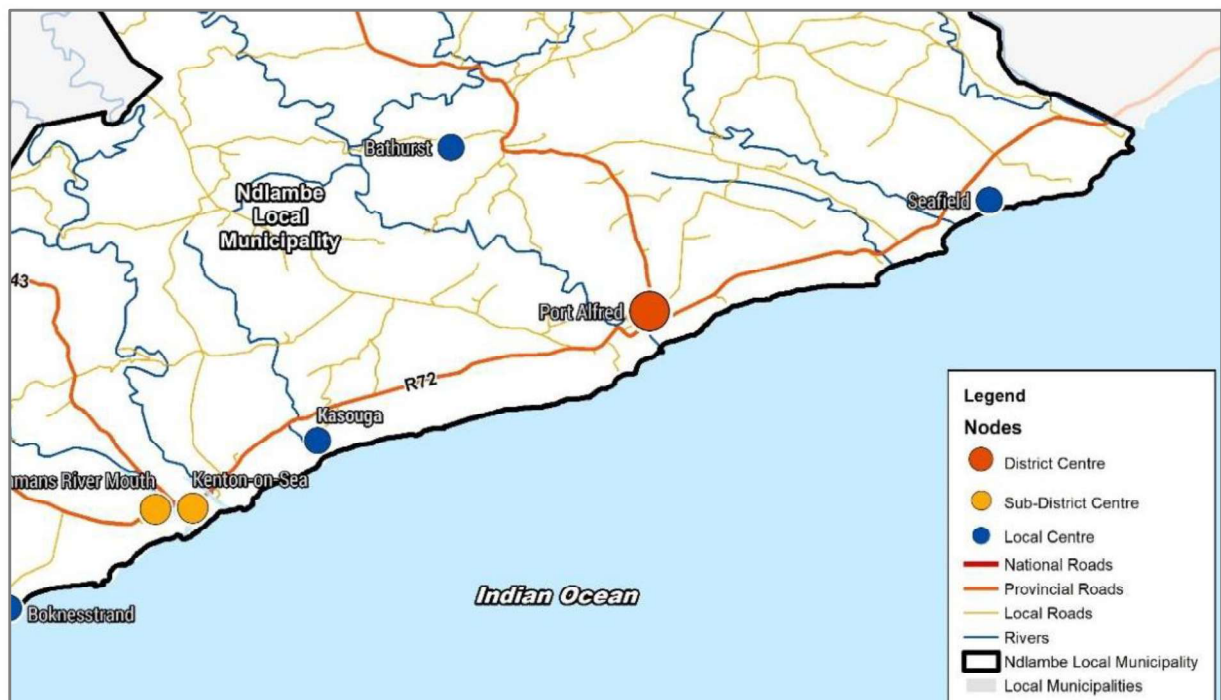 Bathurst
Ndlambe
Local
Municipality
Seafield
43
Port Alfred
R72
Kasouga
mans River Mouth
Kenton-on-Sea
Boknesstrand
Indian Ocean
Legend
Nodes
District Centre
Sub-District Centre
Local Centre
National Roads
Provincial Roads
Local Roads
Rivers
Ndlambe Local Municipality
Local Municipalities